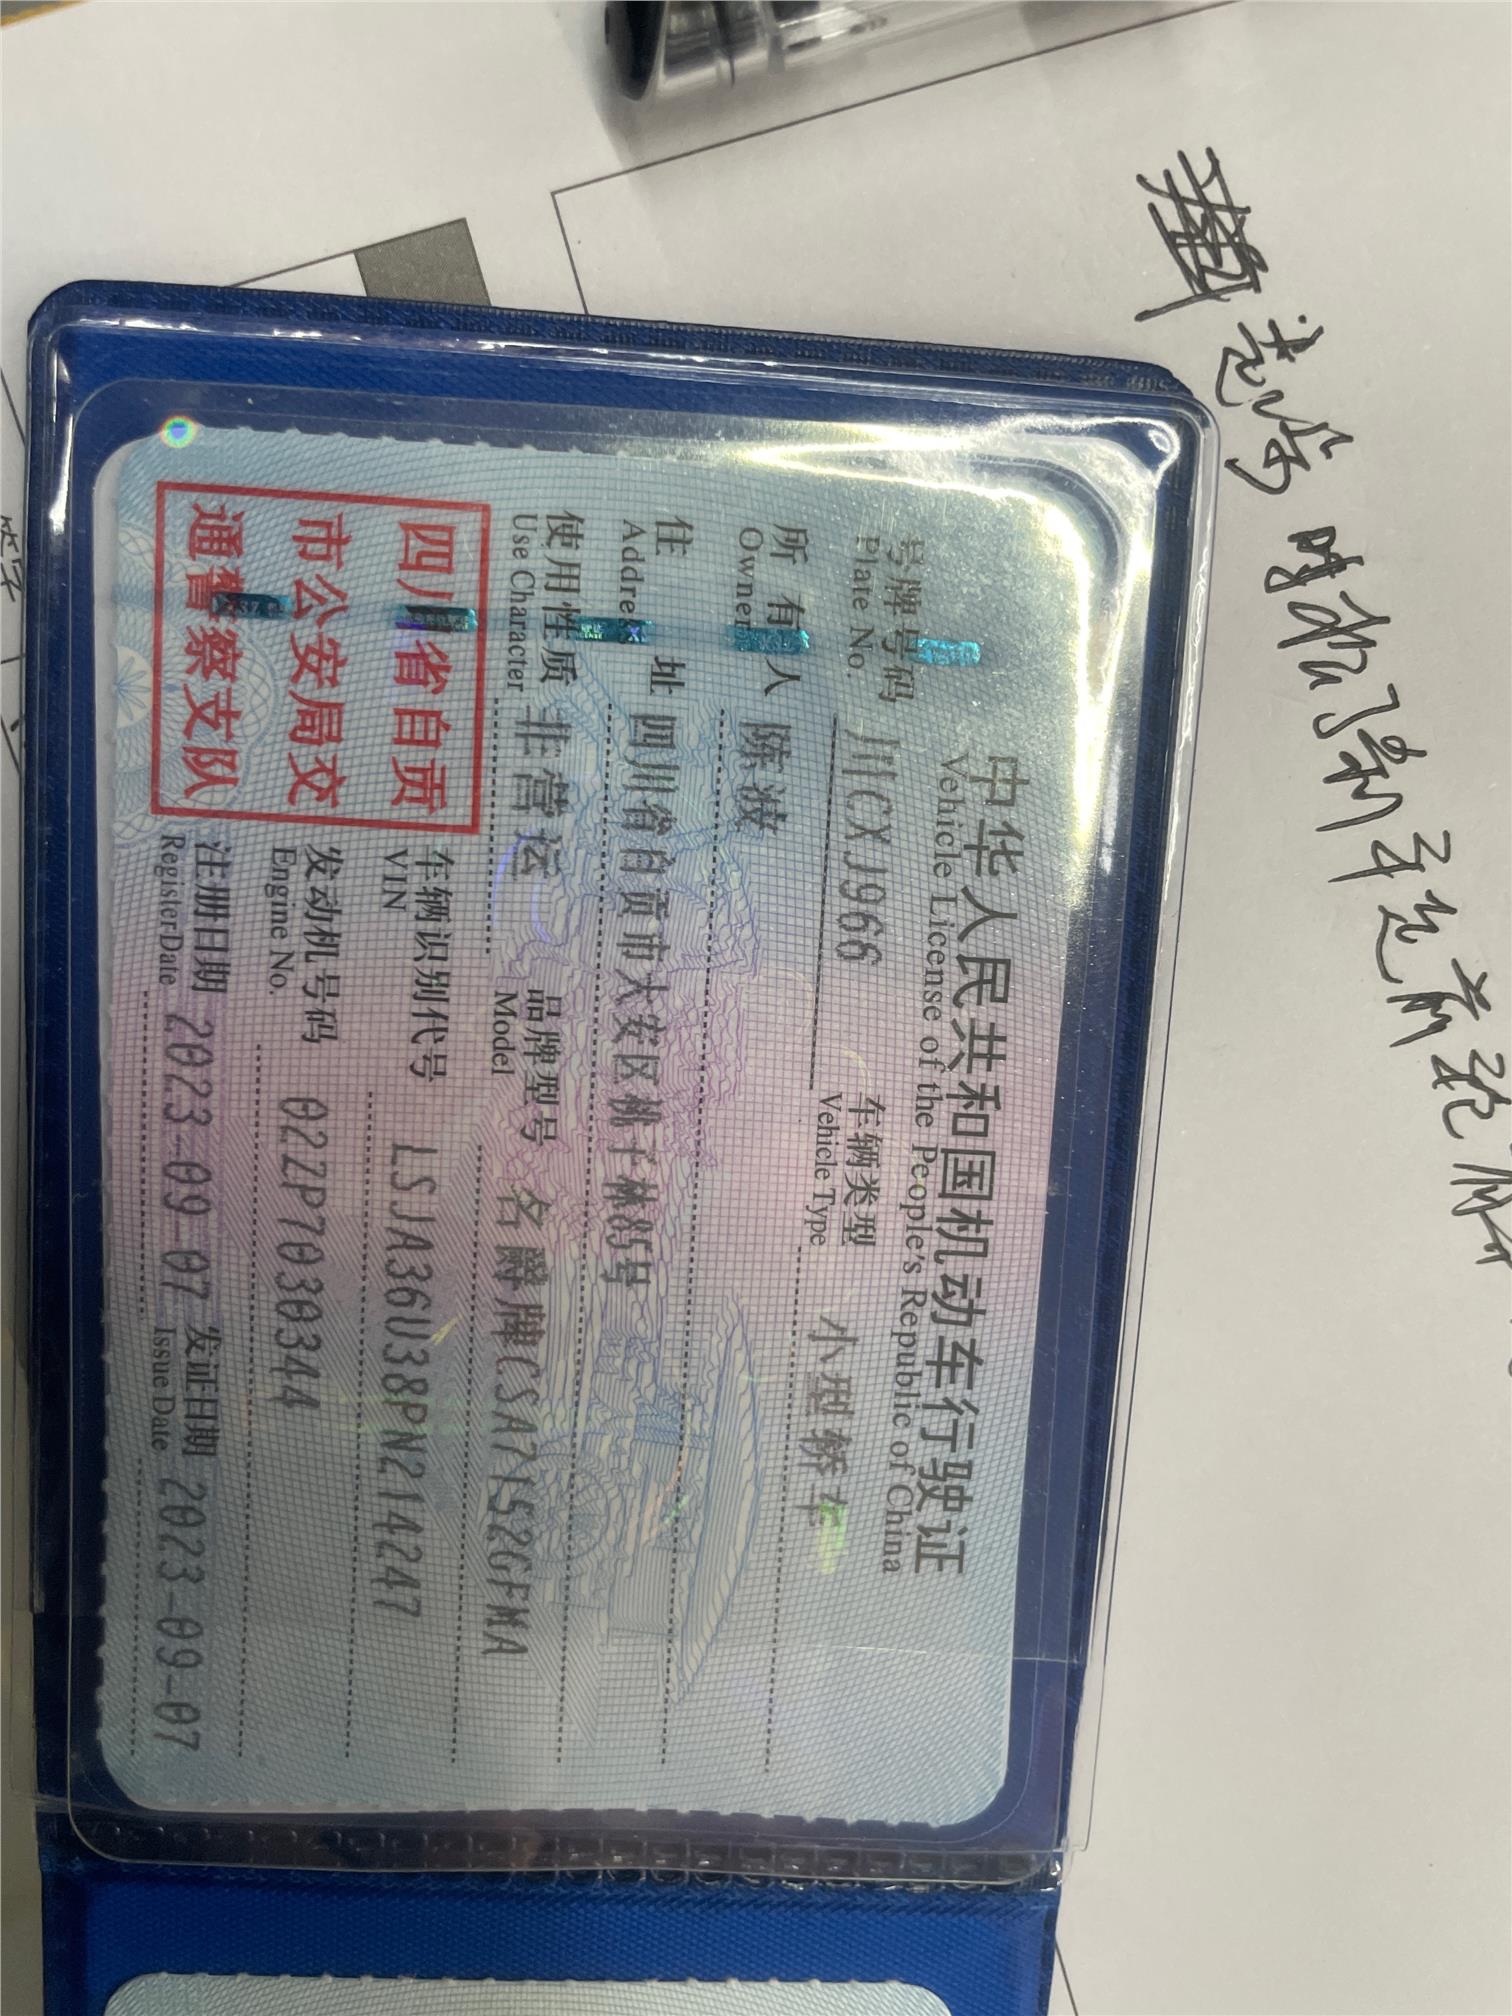 中华人民共和国机动车行驶证
Vehicle License of the People's Republic of China
号牌号码 川CXJ966 车辆类型 小型轿车
Plate No. Vehicle Type
所有人 陈波
Owner
住址 四川省自贡市大安区桃子林85号
Address
使用性质 非营运 品牌型号 名爵牌CSA7152GFMA
Use Character Model
四川省自贡
市公安局交
通警察支队
车辆识别代号 LSJA36U38PN214247
VIN
发动机号码 02ZP7030344
Engine No.
注册日期 2023-09-07 发证日期 2023-09-07
Register Date Issue Date
签字